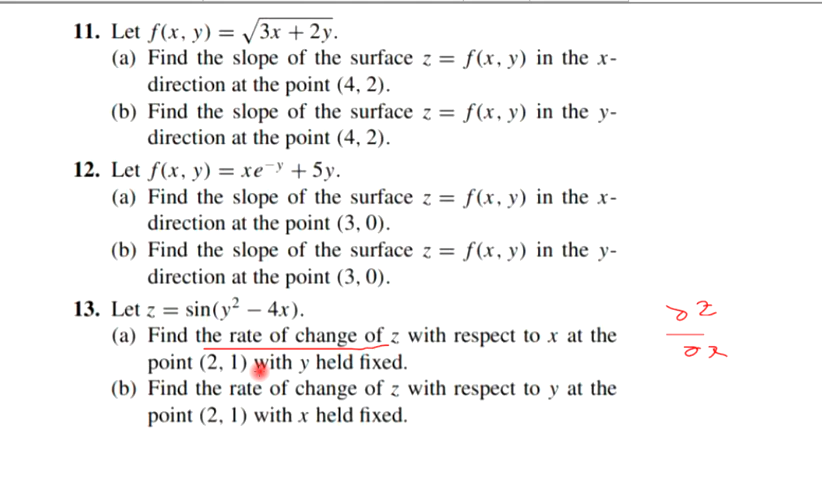 11. Let f(x, y) = √(3x + 2y).
(a) Find the slope of the surface z = f(x, y) in the x-
direction at the point (4, 2).
(b) Find the slope of the surface z = f(x, y) in the y-
direction at the point (4, 2).
12. Let f(x, y) = xe⁻ʸ + 5y.
(a) Find the slope of the surface z = f(x, y) in the x-
direction at the point (3, 0).
(b) Find the slope of the surface z = f(x, y) in the y-
direction at the point (3, 0).
13. Let z = sin(y² − 4x).
(a) Find the rate of change of z with respect to x at the
point (2, 1) with y held fixed.
(b) Find the rate of change of z with respect to y at the
point (2, 1) with x held fixed.
∂z
∂x